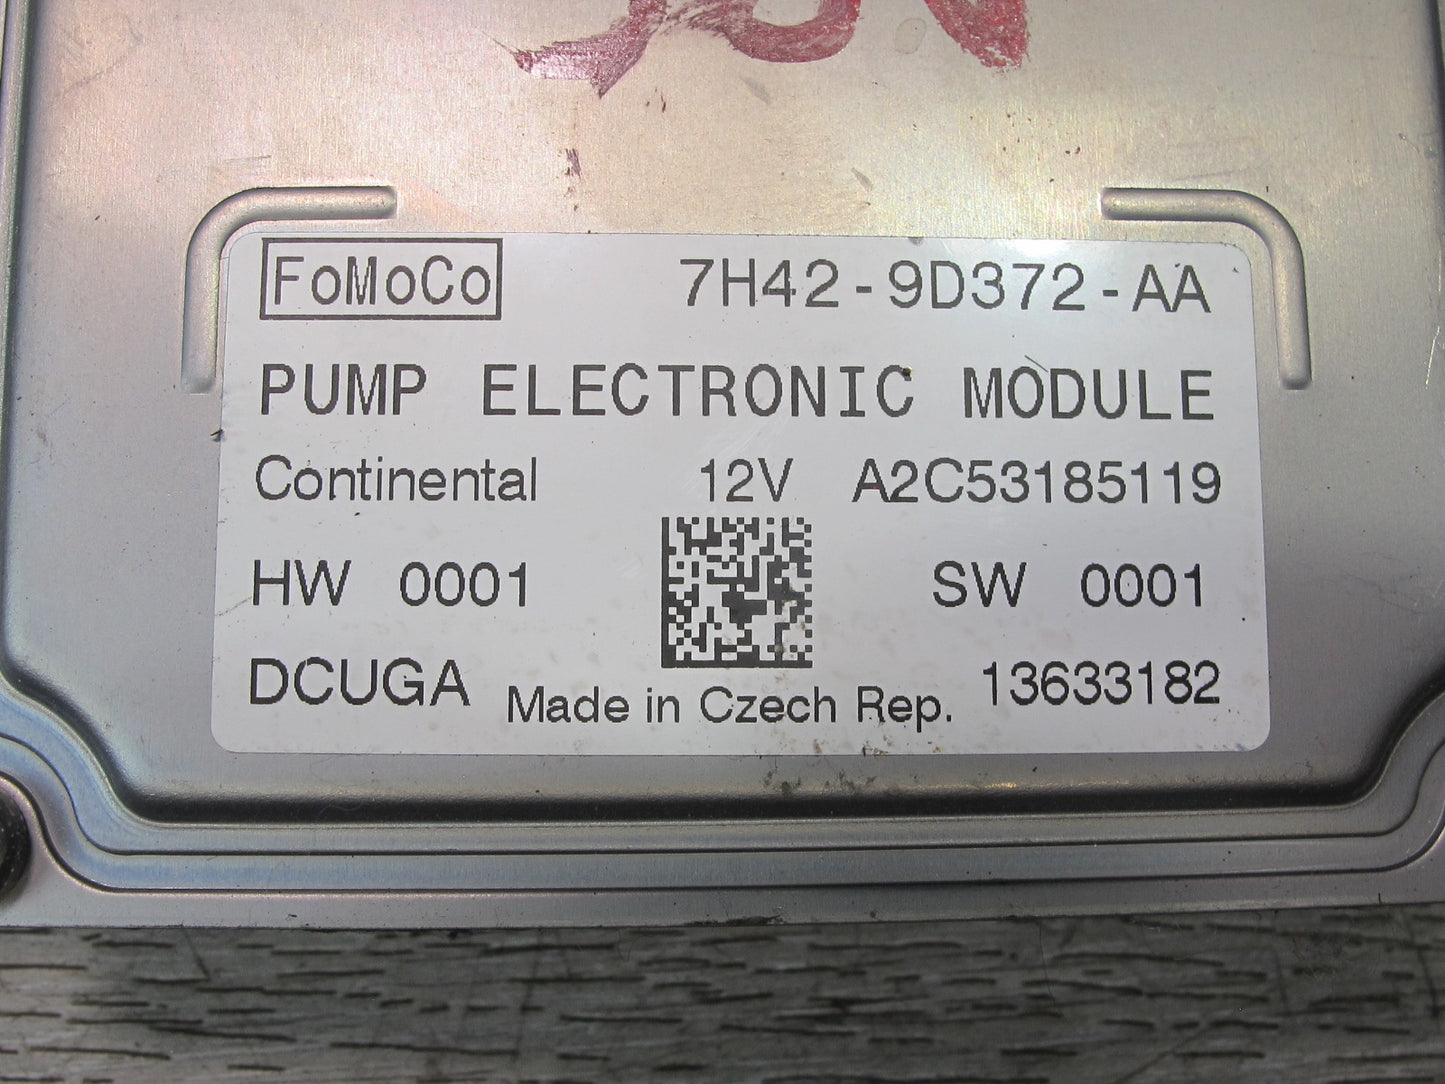 FoMoCo 7H42-9D372-AA
PUMP ELECTRONIC MODULE
Continental 12V A2C53185119
HW 0001 SW 0001
DCUGA Made in Czech Rep. 13633182